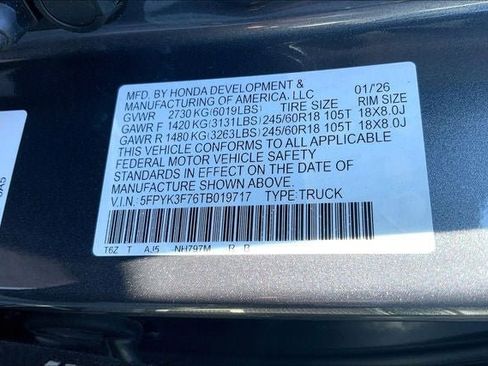 MFD. BY HONDA DEVELOPMENT & 01/26
MANUFACTURING OF AMERICA, LLC
GVWR 2730 KG(6019LBS) TIRE SIZE RIM SIZE
GAWR F 1420 KG(3131LBS) 245/60R18 105T 18X8.0J
GAWR R 1480 KG(3263LBS) 245/60R18 105T 18X8.0J
THIS VEHICLE CONFORMS TO ALL APPLICABLE
FEDERAL MOTOR VEHICLE SAFETY
STANDARDS IN EFFECT ON THE DATE OF
MANUFACTURE SHOWN ABOVE.
V.I.N: 5FPYK3F76TB019717 TYPE:TRUCK
T6Z T AJ5 NH797M R B